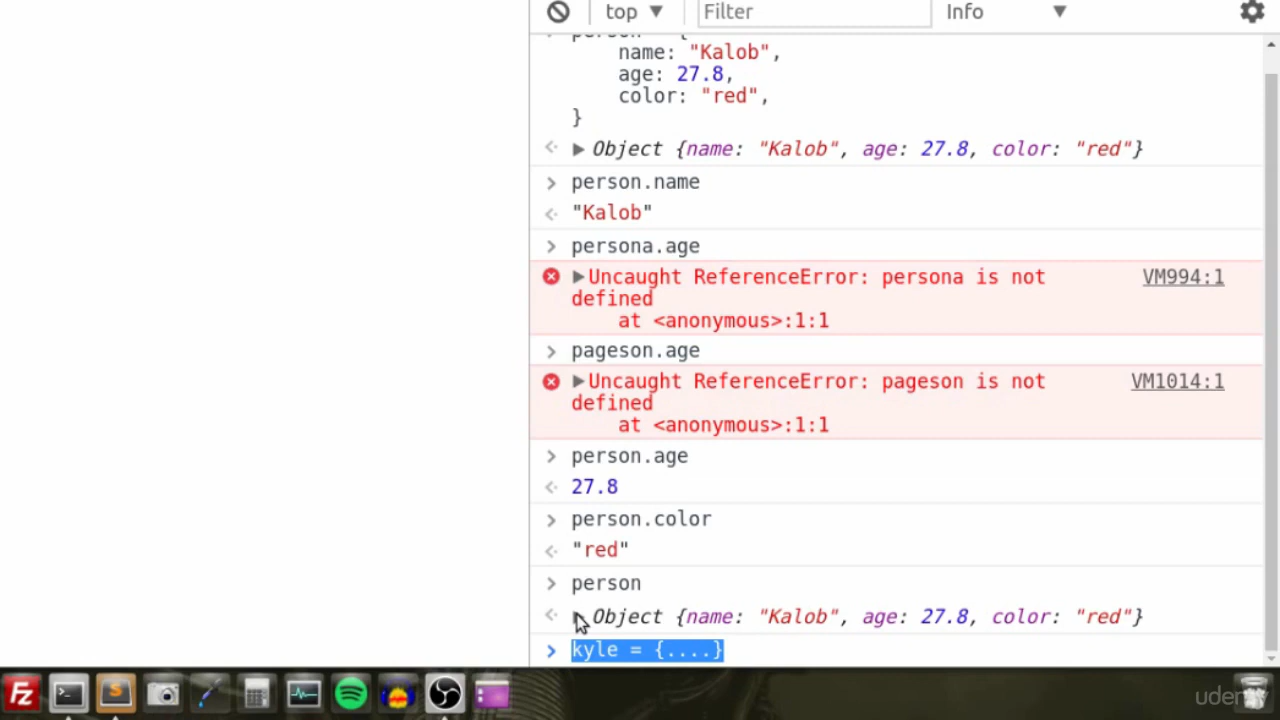 top ▼ Filter Info ▼
name: "Kalob",
age: 27.8,
color: "red",
}
Object {name: "Kalob", age: 27.8, color: "red"}
person.name
"Kalob"
persona.age
Uncaught ReferenceError: persona is not VM994:1
defined
at <anonymous>:1:1
pageson.age
Uncaught ReferenceError: pageson is not VM1014:1
defined
at <anonymous>:1:1
person.age
27.8
person.color
"red"
person
Object {name: "Kalob", age: 27.8, color: "red"}
kyle = {....}
Fz
udemy